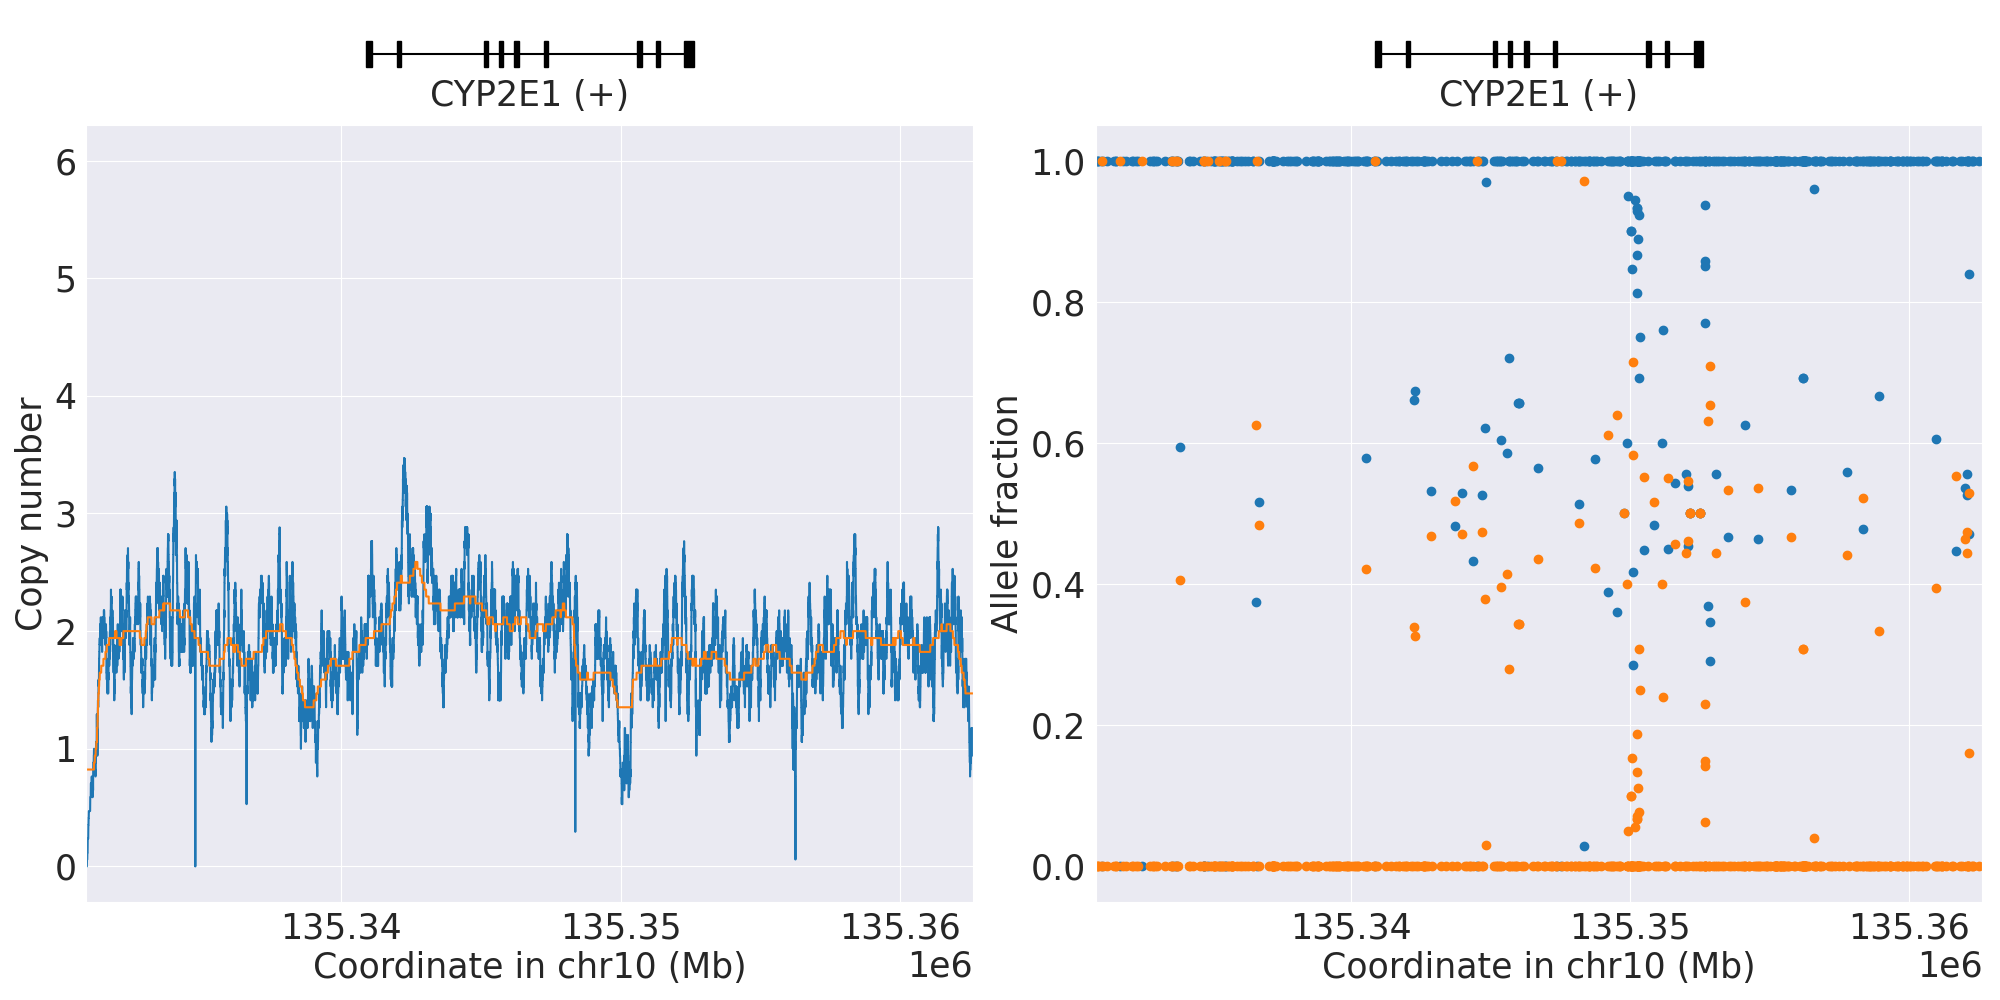 CYP2E1 (+)
6
5
4
3
2
1
0
Copy number
135.34
135.35
135.36
Coordinate in chr10 (Mb)
1e6
CYP2E1 (+)
1.0
0.8
0.6
0.4
0.2
0.0
Allele fraction
135.34
135.35
135.36
Coordinate in chr10 (Mb)
1e6